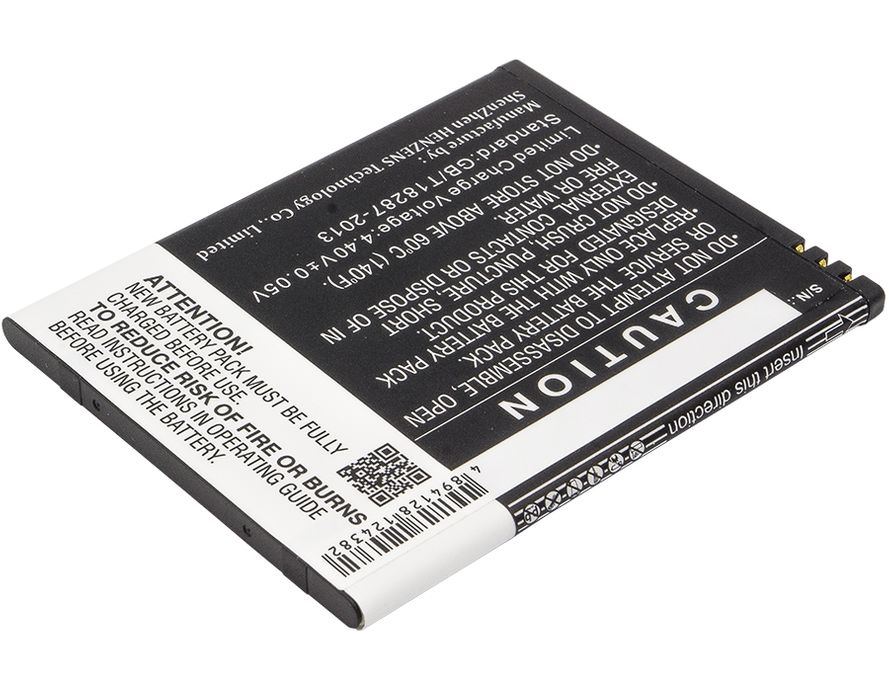 S/N:
CAUTION
•DO NOT ATTEMPT TO DISASSEMBLE, OPEN
OR SERVICE THE BATTERY PACK.
•REPLACE ONLY WITH THE BATTERY PACK
DESIGNATED FOR THIS PRODUCT.
•DO NOT CRUSH, PUNCTURE, SHORT
EXTERNAL CONTACTS OR DISPOSE OF IN
FIRE OR WATER.
•DO NOT STORE ABOVE 60℃ (140℉).
Limited Charge Voltage:4.40V±0.05V
Standard:GB/T18287-2013
Manufacture by:
ShenZhen HENZENS Technology Co., Limited
ATTENTION!
NEW BATTERY PACK MUST BE FULLY
CHARGED BEFORE USE.
TO REDUCE RISK OF FIRE OR BURNS
READ INSTRUCTIONS IN OPERATING GUIDE
BEFORE USING THE BATTERY.
4 894128 124382
Insert this direction